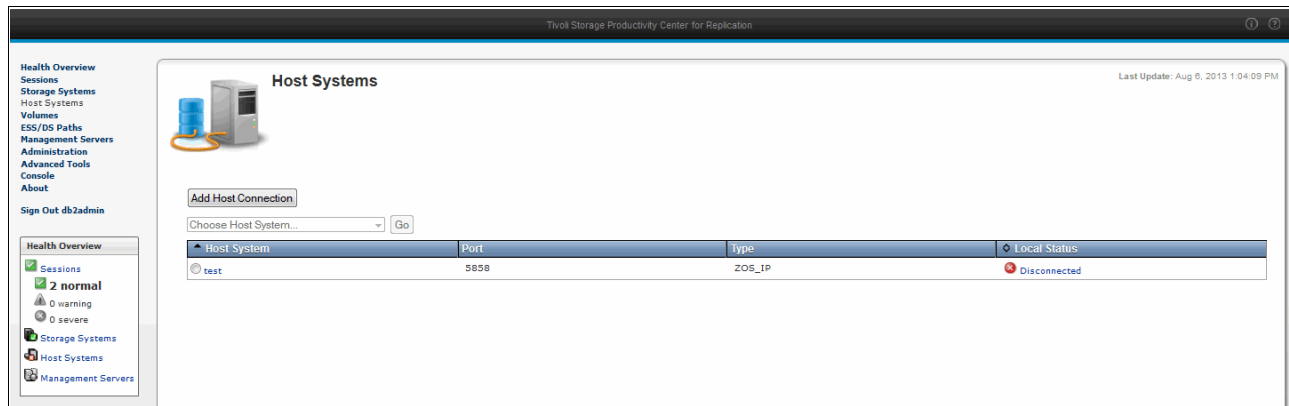 Tivoli Storage Productivity Center for Replication
Health Overview
Sessions
Storage Systems
Host Systems
Volumes
ESS/DS Paths
Management Servers
Administration
Advanced Tools
Console
About
Sign Out db2admin
Health Overview
Sessions
2 normal
0 warning
0 severe
Storage Systems
Host Systems
Management Servers
Host Systems
Last Update: Aug 6, 2013 1:04:09 PM
Add Host Connection
Choose Host System... Go
Host System Port Type Local Status
test 5858 ZOS_IP Disconnected